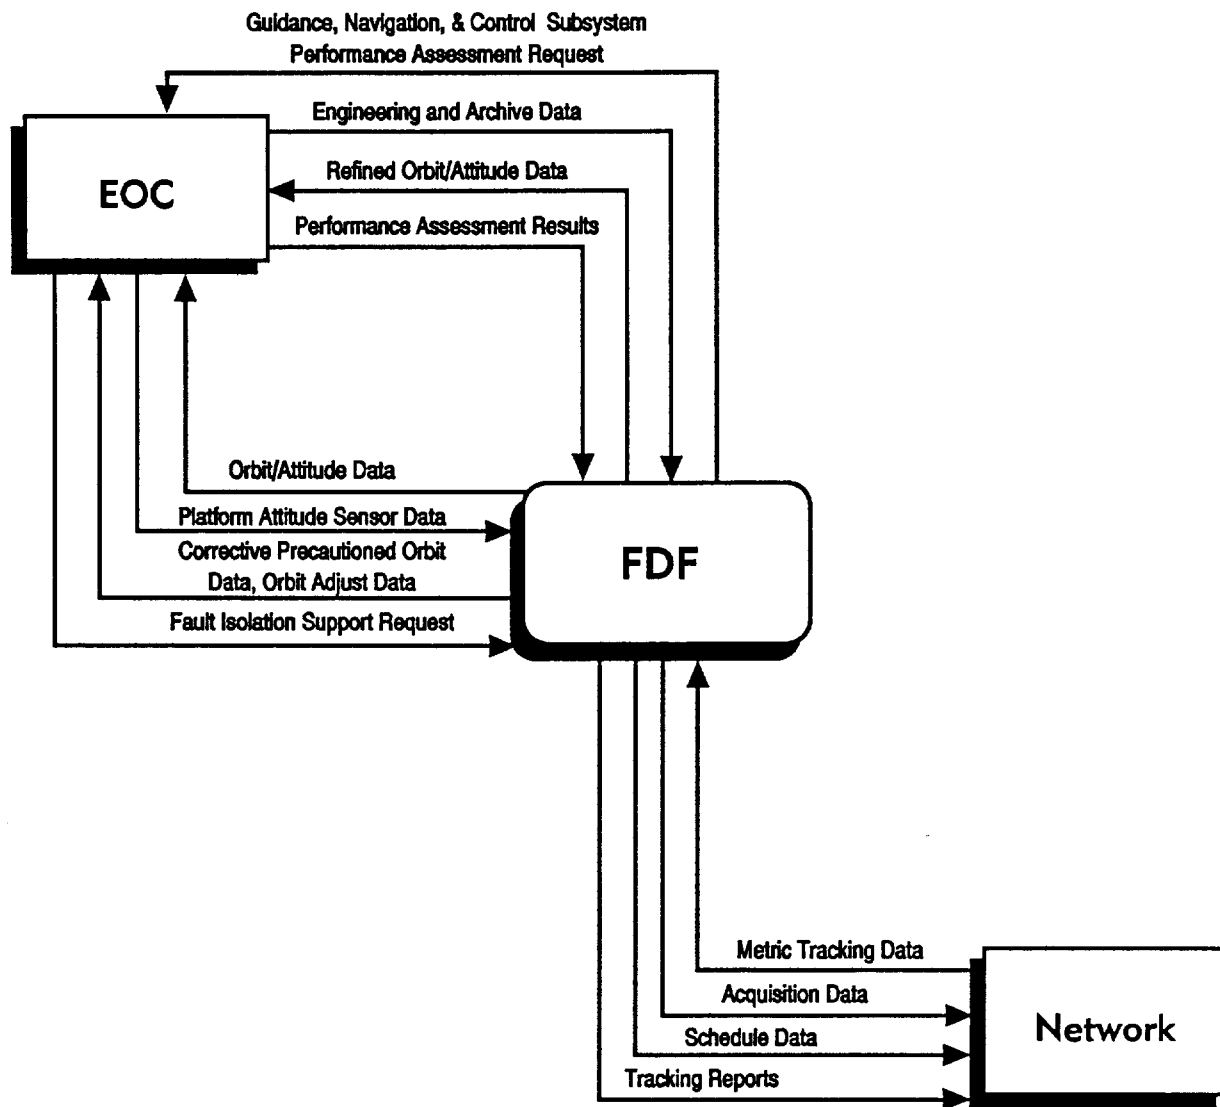 Guidance, Navigation, & Control Subsystem
Performance Assessment Request
Engineering and Archive Data
EOC
Refined Orbit/Attitude Data
Performance Assessment Results
Orbit/Attitude Data
Platform Attitude Sensor Data
Corrective Precautioned Orbit
Data, Orbit Adjust Data
Fault Isolation Support Request
FDF
Metric Tracking Data
Acquisition Data
Schedule Data
Tracking Reports
Network